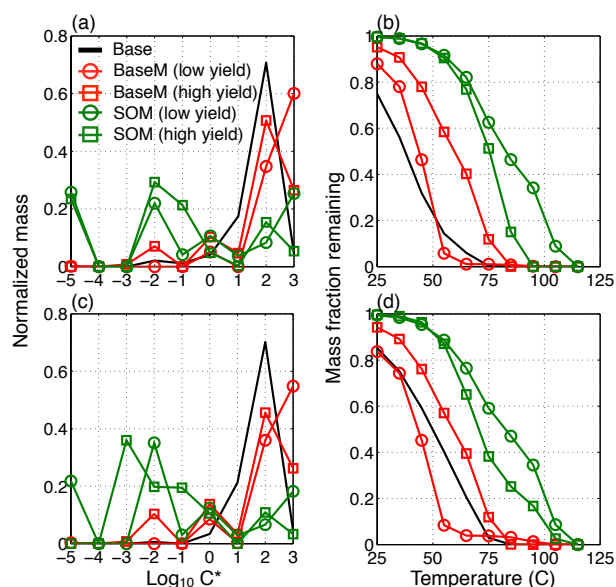 (a)
(b)
Base
BaseM (low yield)
BaseM (high yield)
SOM (low yield)
SOM (high yield)
Normalized mass
0.8
0.6
0.4
0.2
0
-5 -4 -3 -2 -1 0 1 2 3
Mass fraction remaining
1
0.8
0.6
0.4
0.2
0
25 50 75 100 125
(c)
(d)
Normalized mass
0.8
0.6
0.4
0.2
0
-5 -4 -3 -2 -1 0 1 2 3
Log10 C*
1
0.8
0.6
0.4
0.2
0
25 50 75 100 125
Temperature (C)